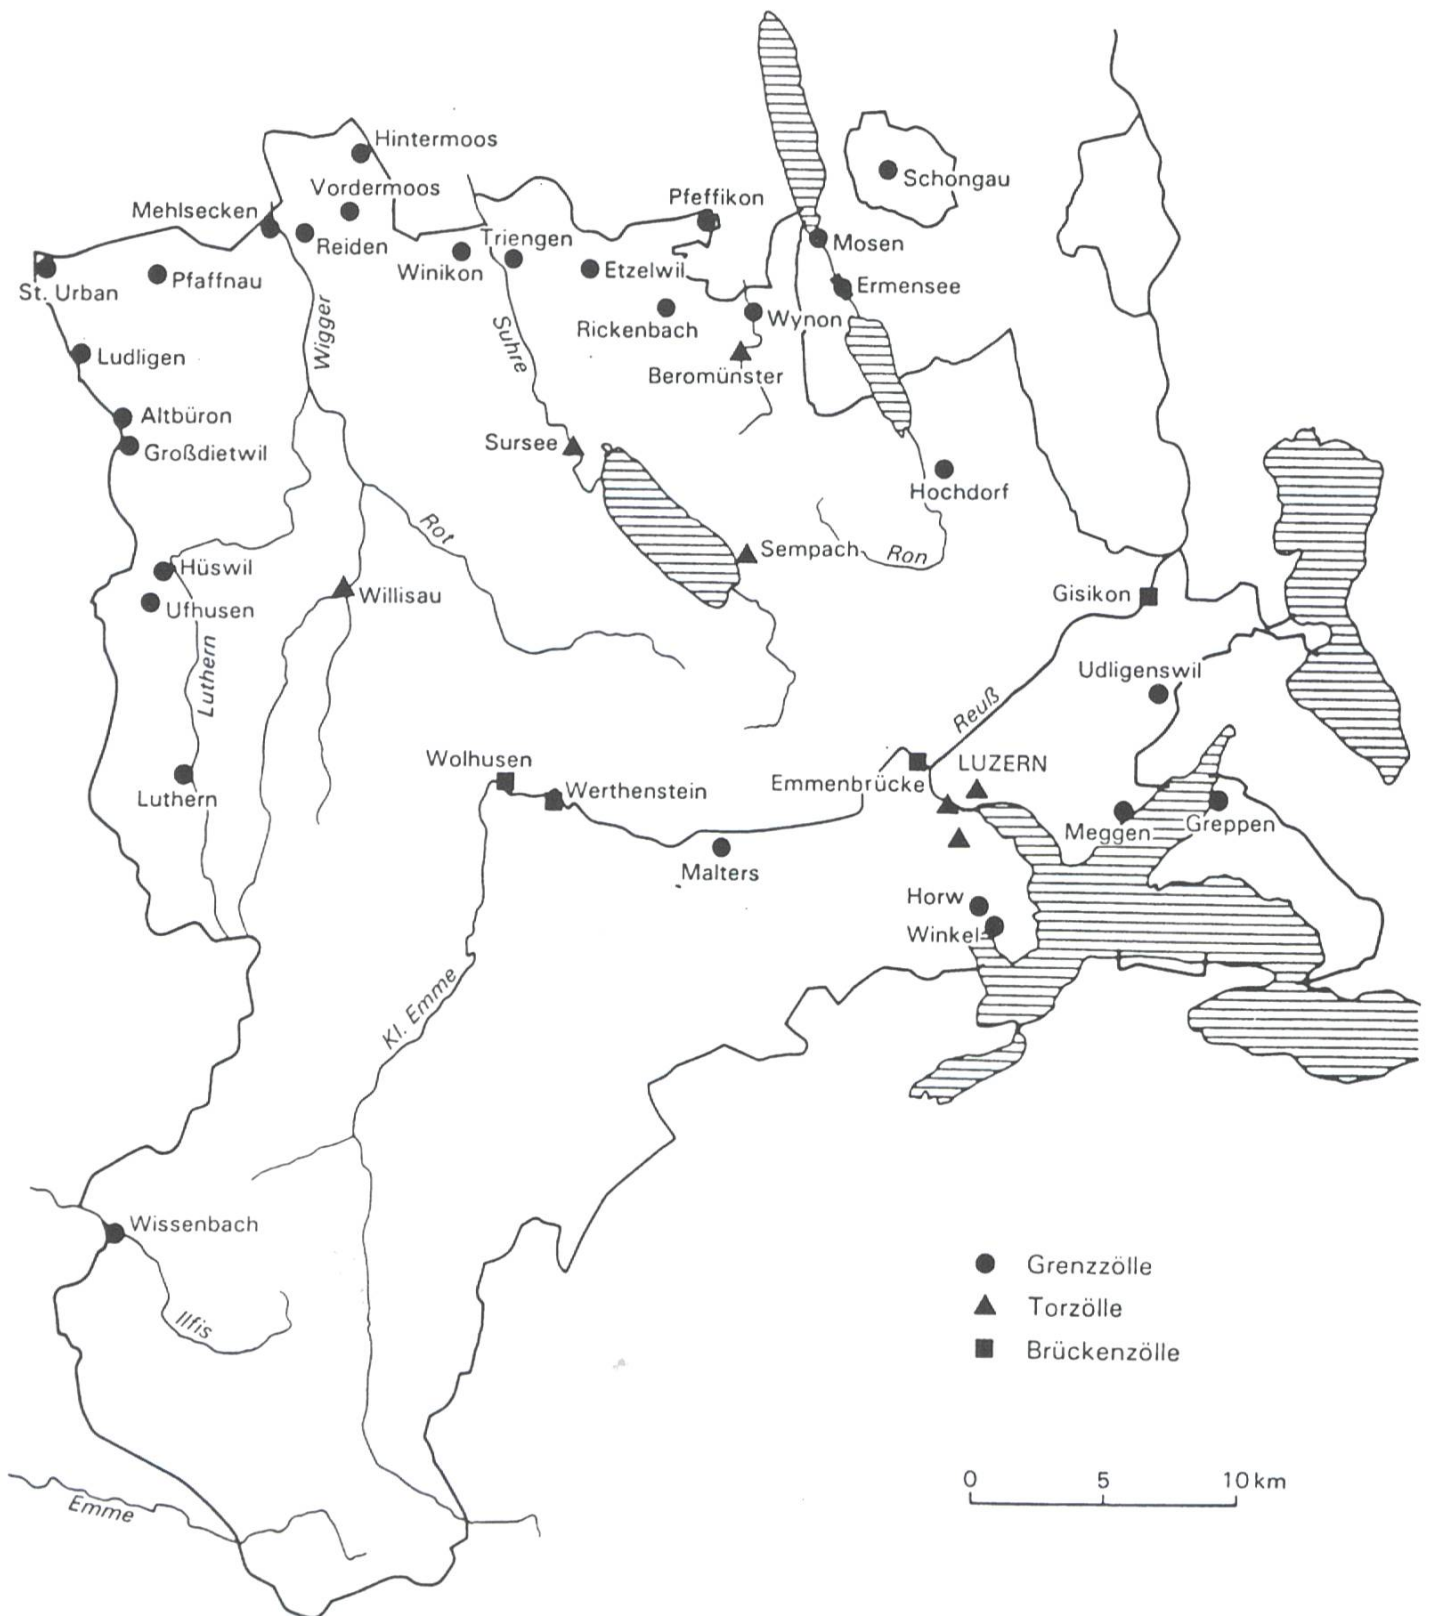 Hintermoos
Schongau
Vordermoos
Pfeffikon
Mehlsecken
Reiden
Triengen
Mosen
Winikon
Etzelwil
Pfaffnau
St. Urban
Ermensee
Wigger
Suhre
Rickenbach
Wynon
Ludligen
Beromünster
Altbüron
Sursee
Großdietwil
Hochdorf
Rot
Sempach
Ron
Hüswil
Willisau
Gisikon
Ufhusen
Luthern
Udligenswil
Reuß
Wolhusen
LUZERN
Emmenbrücke
Werthenstein
Luthern
Meggen
Greppen
Malters
Horw
Winkel
Kl. Emme
Wissenbach
Ilfis
Grenzzölle
Torzölle
Brückenzölle
0 5 10 km
Emme